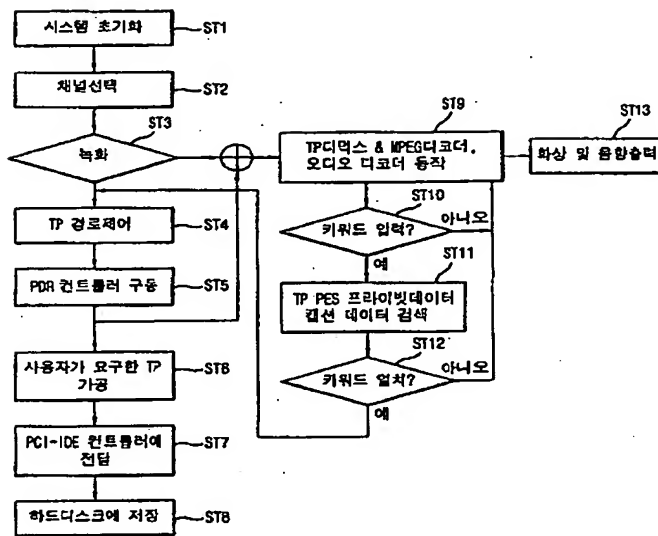 시스템 초기화
ST1
채널선택
ST2
ST3
녹화
TP 경로제어
ST4
PDR 컨트롤러 구동
ST5
사용자가 요구한 TP
가공
ST6
PCI-IDE 컨트롤러에
전달
ST7
하드디스크에 저장
ST8
ST9
TP디먹스 & MPEG디코더,
오디오 디코더 동작
ST13
화상 및 음향출력
ST10
키워드 입력?
아니오
예
ST11
TP PES 프라이빗데이터
캡션 데이터 검색
ST12
키워드 일치?
아니오
예